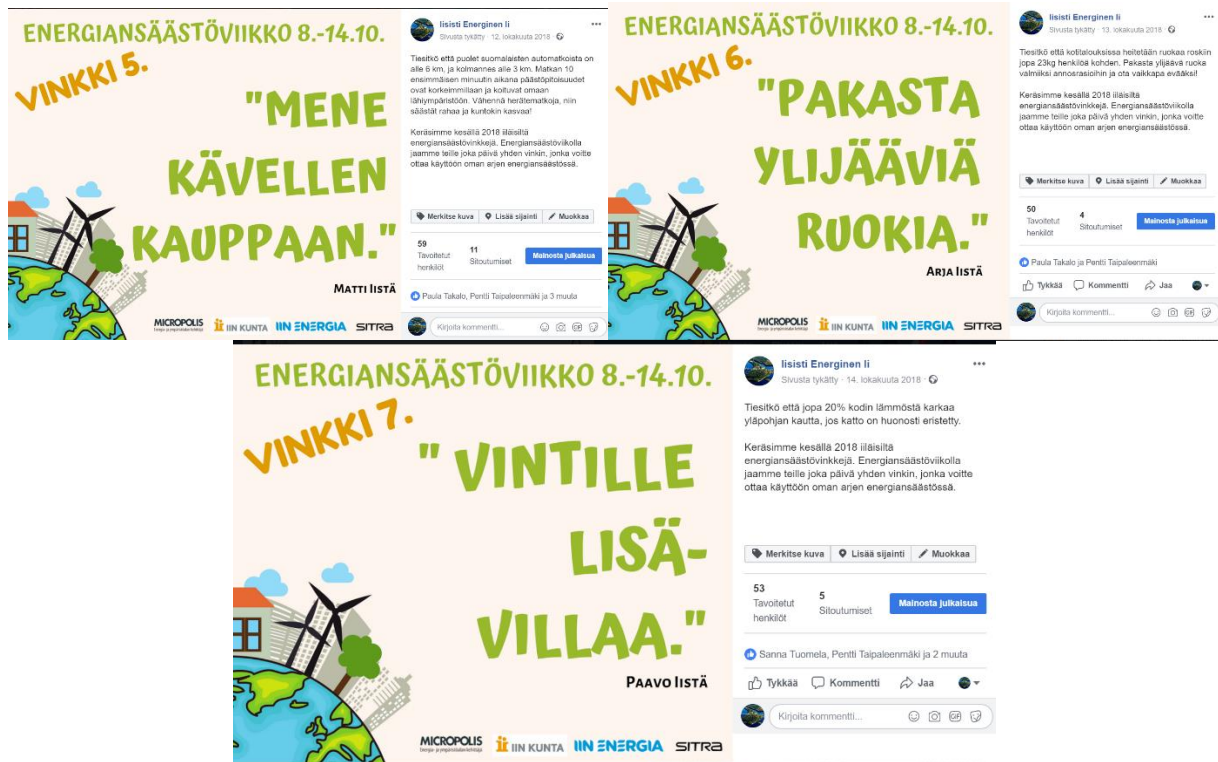 ENERGIANSÄÄSTÖVIIKKO 8.-14.10.
VINKKI 5.
"MENE
KÄVELLEN
KAUPPAAN."
MATTI IISTÄ
MICROPOLIS
IIN KUNTA
IIN ENERGIA
SITRA
Iisisti Energinen Ii
Sivusta tykätty · 12. lokakuuta 2018
Tiesitkö että puolet suomalaisten automatkoista on
alle 6 km, ja kolmannes alle 3 km. Matkan 10
ensimmäisen minuutin aikana päästöpitoisuudet
ovat korkeimmillaan ja koituvat omaan
lähiympäristöön. Vähennä herätematkoja, niin
säästät rahaa ja kuntokin kasvaa!
Keräsimme kesällä 2018 iiläisiltä
energiansäästövinkkejä. Energiansäästöviikolla
jaamme teille joka päivä yhden vinkin, jonka voitte
ottaa käyttöön oman arjen energiansäästössä.
Merkitse kuva Lisää sijainti Muokkaa
59
Tavoitetut
henkilöt
11
Sitoutumiset
Mainosta julkaisua
Paula Takalo, Pentti Taipaleenmäki ja 3 muuta
Kirjoita kommentti...
GIF
ENERGIANSÄÄSTÖVIIKKO 8.-14.10.
VINKKI 6.
"PAKASTA
YLIJÄÄVIÄ
RUOKIA."
ARJA IISTÄ
MICROPOLIS
IIN KUNTA
IIN ENERGIA
SITRA
Iisisti Energinen Ii
Sivusta tykätty · 13. lokakuuta 2018
Tiesitkö että kotitalouksissa heitetään ruokaa roskiin
jopa 23kg henkilöä kohden. Pakasta ylijäävä ruoka
valmiiksi annosrasioihin ja ota vaikkapa evääksi!
Keräsimme kesällä 2018 iiläisiltä
energiansäästövinkkejä. Energiansäästöviikolla
jaamme teille joka päivä yhden vinkin, jonka voitte
ottaa käyttöön oman arjen energiansäästössä.
Merkitse kuva Lisää sijainti Muokkaa
50
Tavoitetut
henkilöt
4
Sitoutumiset
Mainosta julkaisua
Paula Takalo ja Pentti Taipaleenmäki
Tykkää Kommentti Jaa
Kirjoita kommentti...
GIF
ENERGIANSÄÄSTÖVIIKKO 8.-14.10.
VINKKI 7.
" VINTILLE
LISÄ-
VILLAA."
PAAVO IISTÄ
MICROPOLIS
IIN KUNTA
IIN ENERGIA
SITRA
Iisisti Energinen Ii
Sivusta tykätty · 14. lokakuuta 2018
Tiesitkö että jopa 20% kodin lämmöstä karkaa
yläpohjan kautta, jos katto on huonosti eristetty.
Keräsimme kesällä 2018 iiläisiltä
energiansäästövinkkejä. Energiansäästöviikolla
jaamme teille joka päivä yhden vinkin, jonka voitte
ottaa käyttöön oman arjen energiansäästössä.
Merkitse kuva Lisää sijainti Muokkaa
53
Tavoitetut
henkilöt
5
Sitoutumiset
Mainosta julkaisua
Sanna Tuomela, Pentti Taipaleenmäki ja 2 muuta
Tykkää Kommentti Jaa
Kirjoita kommentti...
GIF